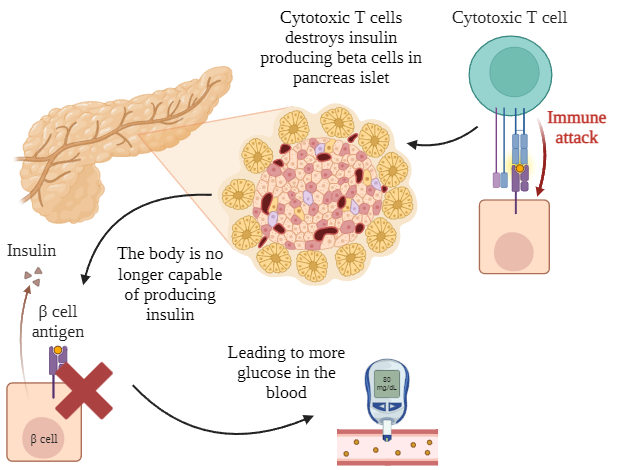 Cytotoxic T cells
destroys insulin
producing beta cells in
pancreas islet
Cytotoxic T cell
Immune
attack
Insulin
The body is no
longer capable
of producing
insulin
β cell
antigen
β cell
Leading to more
glucose in the
blood
80
mg/dL